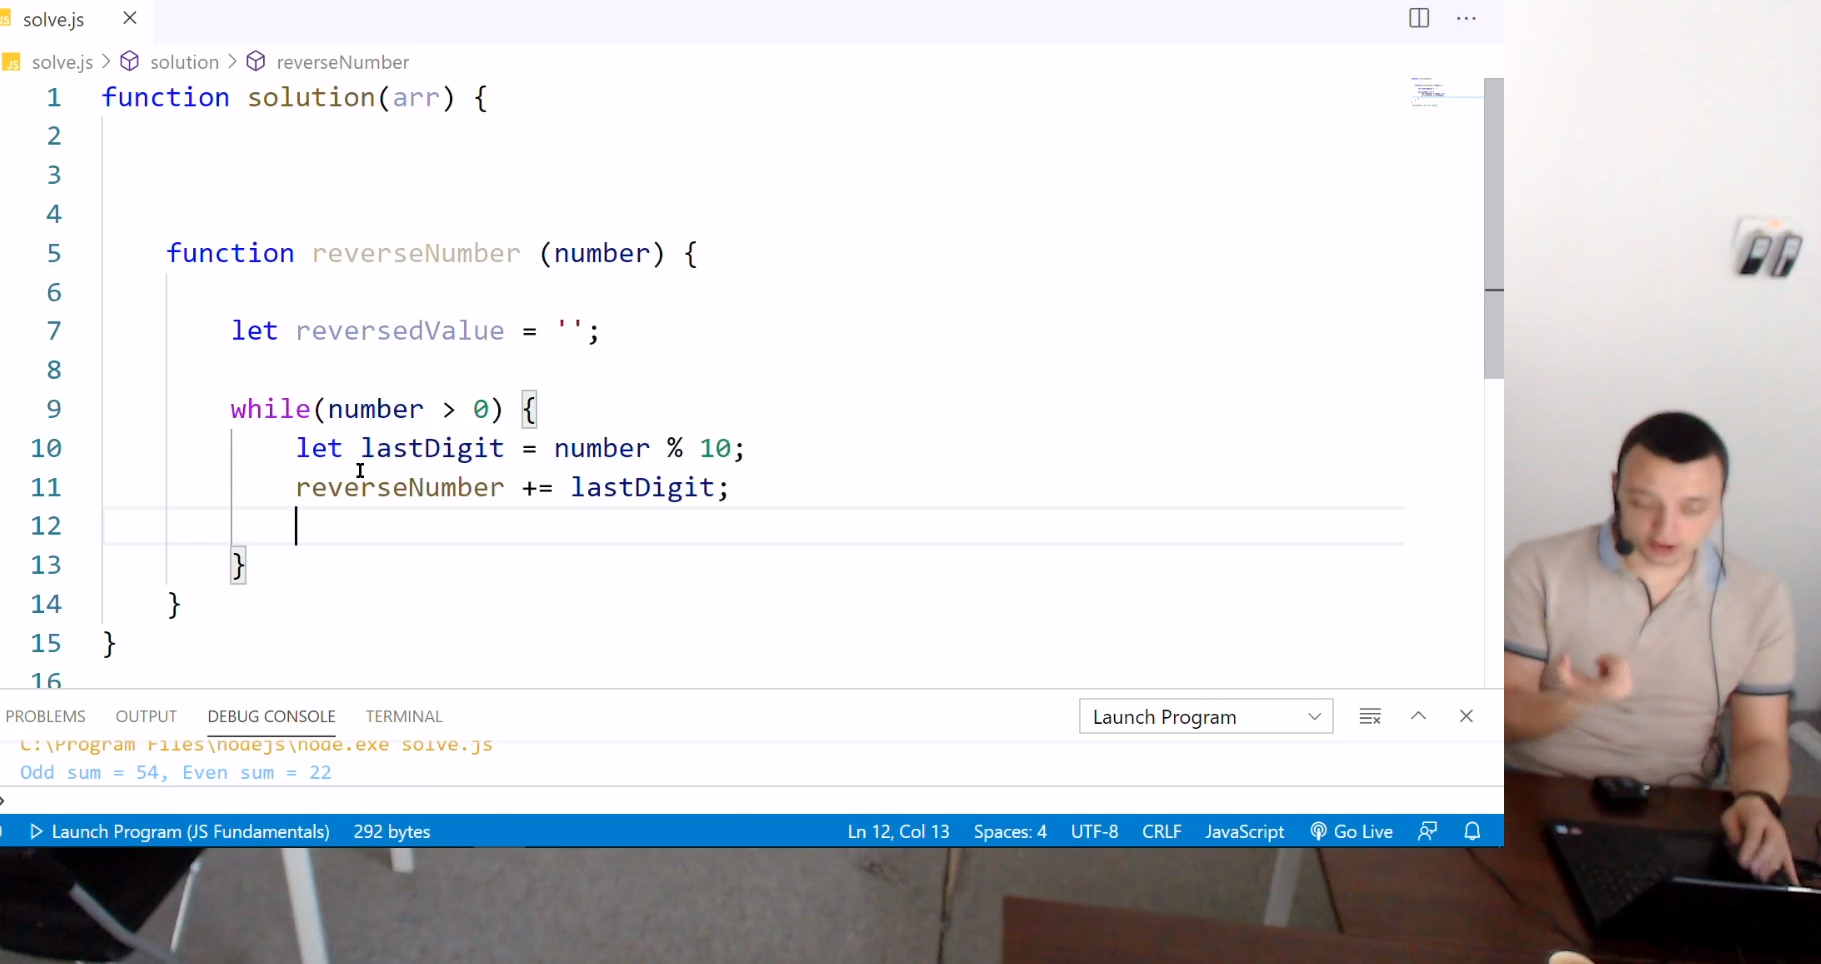 JS solve.js
JS solve.js > solution > reverseNumber
1 function solution(arr) {
2
3
4
5 function reverseNumber (number) {
6
7 let reversedValue = '';
8
9 while(number > 0) {
10 let lastDigit = number % 10;
11 reverseNumber += lastDigit;
12
13 }
14 }
15 }
16
PROBLEMS OUTPUT DEBUG CONSOLE TERMINAL Launch Program
C:\Program Files\nodejs\node.exe solve.js
Odd sum = 54, Even sum = 22
Launch Program (JS Fundamentals) 292 bytes Ln 12, Col 13 Spaces: 4 UTF-8 CRLF JavaScript Go Live